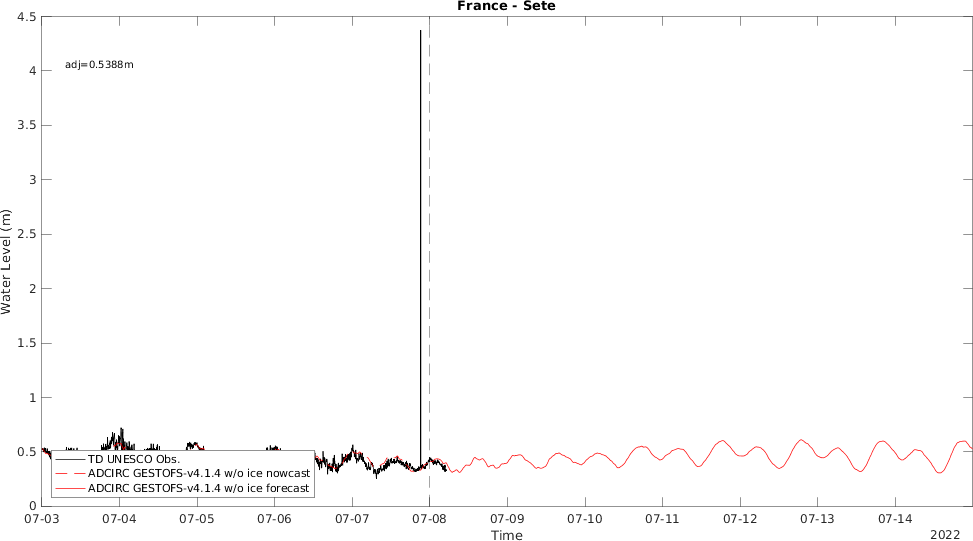 France - Sete
4.5
4
3.5
3
2.5
2
1.5
1
0.5
0
Water Level (m)
adj=0.5388m
TD UNESCO Obs.
ADCIRC GESTOFS-v4.1.4 w/o ice nowcast
ADCIRC GESTOFS-v4.1.4 w/o ice forecast
07-03 07-04 07-05 07-06 07-07 07-08 07-09 07-10 07-11 07-12 07-13 07-14
Time
2022